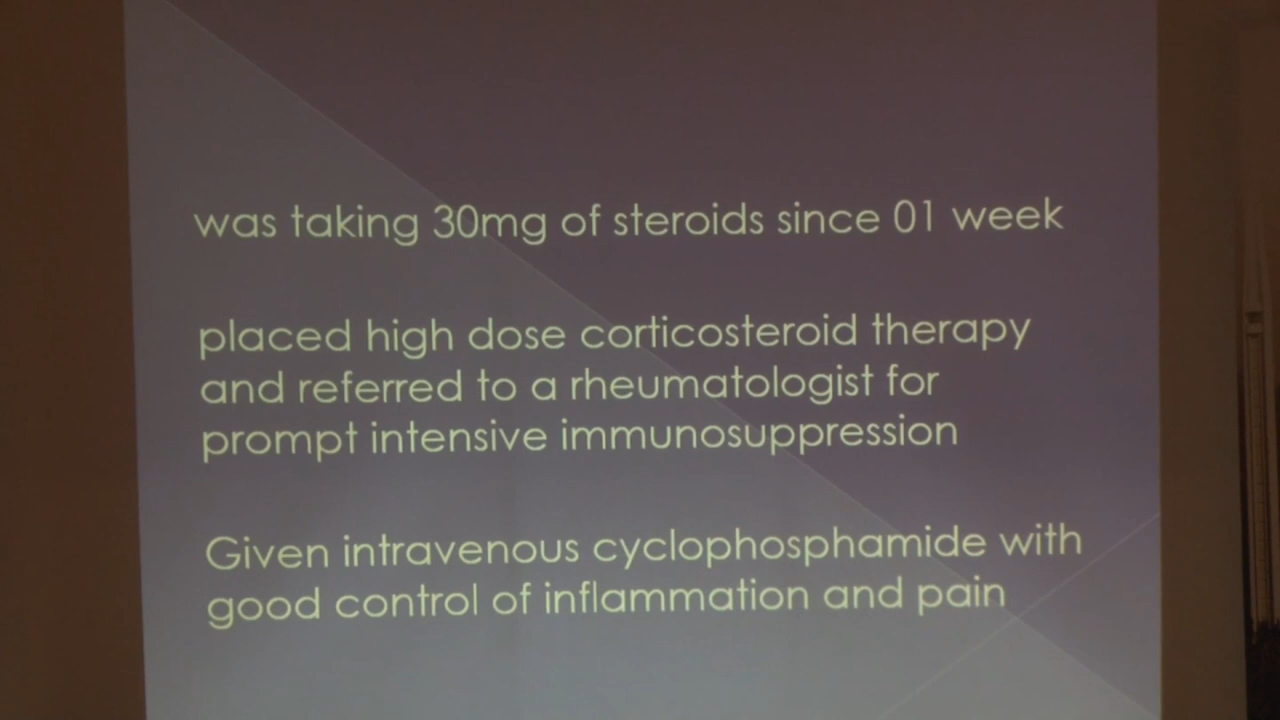 was taking 30mg of steroids since 01 week
placed high dose corticosteroid therapy
and referred to a rheumatologist for
prompt intensive immunosuppression
Given intravenous cyclophosphamide with
good control of inflammation and pain